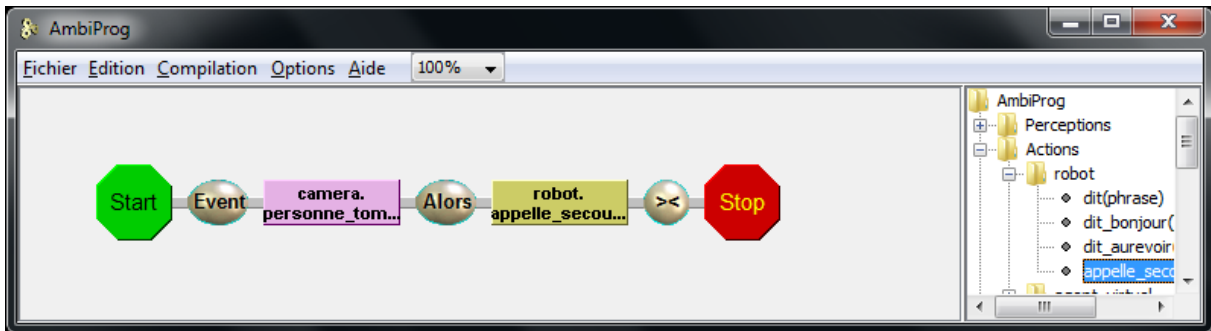 AmbiProg
Fichier Edition Compilation Options Aide 100%
Start Event camera. personne_tom... Alors robot. appelle_secou... >< Stop
AmbiProg
Perceptions
Actions
robot
dit(phrase)
dit_bonjour(
dit_aurevoir
appelle_seco